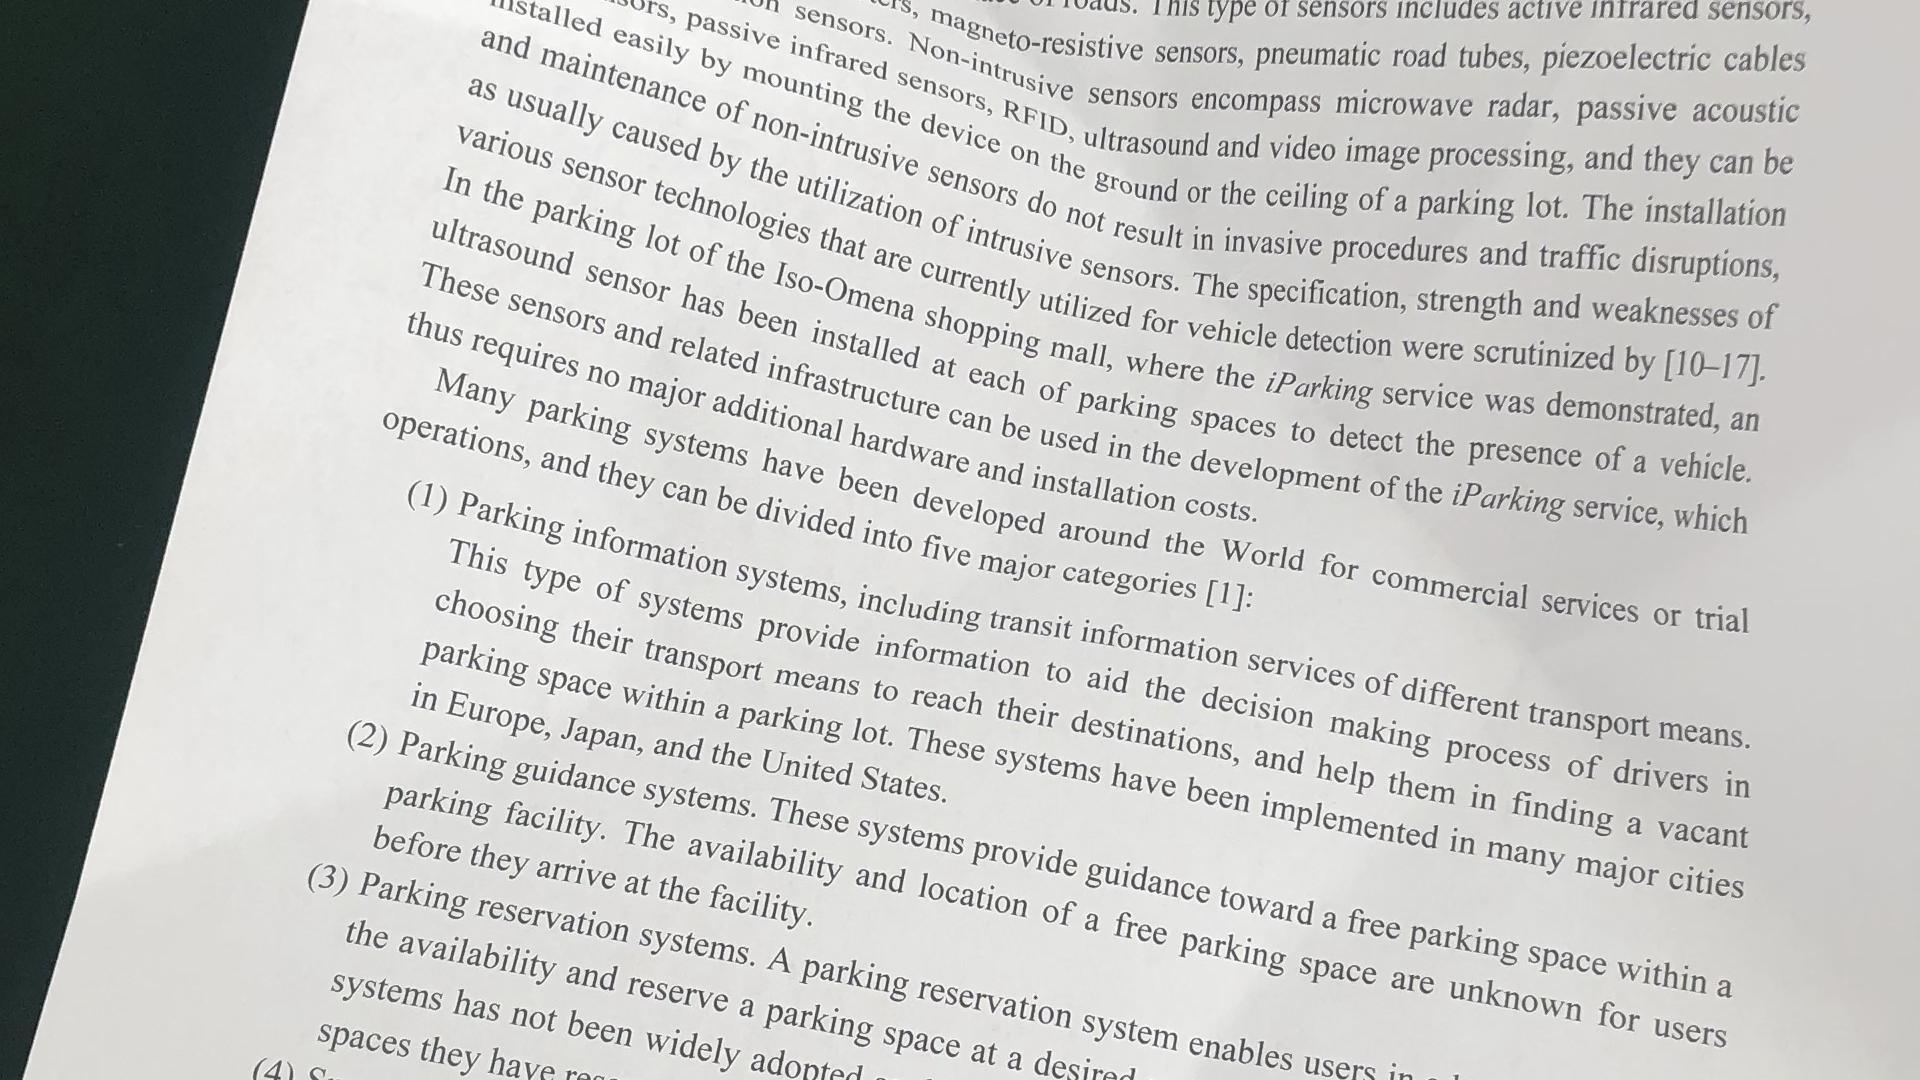 roads. This type of sensors includes active infrared sensors,
magneto-resistive sensors, pneumatic road tubes, piezoelectric cables
sensors. Non-intrusive sensors encompass microwave radar, passive acoustic
passive infrared sensors, RFID, ultrasound and video image processing, and they can be
installed easily by mounting the device on the ground or the ceiling of a parking lot. The installation
and maintenance of non-intrusive sensors do not result in invasive procedures and traffic disruptions,
as usually caused by the utilization of intrusive sensors. The specification, strength and weaknesses of
various sensor technologies that are currently utilized for vehicle detection were scrutinized by [10–17].
In the parking lot of the Iso-Omena shopping mall, where the iParking service was demonstrated, an
ultrasound sensor has been installed at each of parking spaces to detect the presence of a vehicle.
These sensors and related infrastructure can be used in the development of the iParking service, which
thus requires no major additional hardware and installation costs.
Many parking systems have been developed around the World for commercial services or trial
operations, and they can be divided into five major categories [1]:
(1) Parking information systems, including transit information services of different transport means.
This type of systems provide information to aid the decision making process of drivers in
choosing their transport means to reach their destinations, and help them in finding a vacant
parking space within a parking lot. These systems have been implemented in many major cities
in Europe, Japan, and the United States.
(2) Parking guidance systems. These systems provide guidance toward a free parking space within a
parking facility. The availability and location of a free parking space are unknown for users
before they arrive at the facility.
(3) Parking reservation systems. A parking reservation system enables users in
the availability and reserve a parking space at a desired
systems has not been widely adopted
spaces they have
(4)